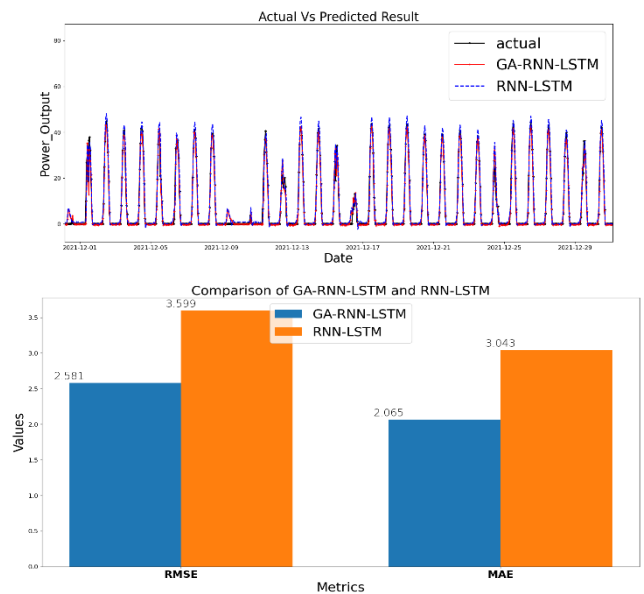 Actual Vs Predicted Result
80
60
40
20
0
Power_Output
actual
GA-RNN-LSTM
RNN-LSTM
2021-12-01 2021-12-05 2021-12-09 2021-12-13 2021-12-17 2021-12-21 2021-12-25 2021-12-29
Date
Comparison of GA-RNN-LSTM and RNN-LSTM
3.599
GA-RNN-LSTM
RNN-LSTM
3.043
2.581
2.065
3.5
3.0
2.5
2.0
1.5
1.0
0.5
0.0
Values
RMSE MAE
Metrics